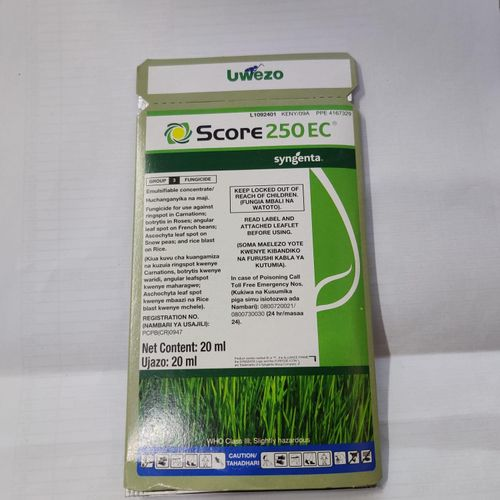 Uwezo
L1092401 KENY/09A PPE 4167329
Score 250 EC®
syngenta®
GROUP 3 FUNGICIDE
Emulsifiable concentrate/
Huchanganyika na maji.
Fungicide for use against
ringspot in Carnations;
botrytis in Roses; angular
leaf spot on French beans;
Ascochyta leaf spot on
Snow peas; and rice blast
on Rice.
(Kiua kuvu cha kuangamiza
na kuzuia ringspot kwenye
Carnations, botrytis kwenye
waridi, angular leafspot
kwenye maharagwe;
Aschochyta leaf spot
kwenye mbaazi na Rice
blast kwenye mchele).
REGISTRATION NO.
(NAMBARI YA USAJILI):
PCPB(CR)0947
Net Content: 20 ml
Ujazo: 20 ml
KEEP LOCKED OUT OF
REACH OF CHILDREN.
(FUNGIA MBALI NA
WATOTO).
READ LABEL AND
ATTACHED LEAFLET
BEFORE USING.
(SOMA MAELEZO YOTE
KWENYE KIBANDIKO
NA FURUSHI KABLA YA
KUTUMIA).
In case of Poisoning Call
Toll Free Emergency Nos.
(Kukiwa na Kusumika
piga simu isiotozwa ada
Nambari): 0800720021/
0800730030 (24 hr/masaa
24).
WHO Class III; Slightly hazardous
CAUTION/
TAHADHARI